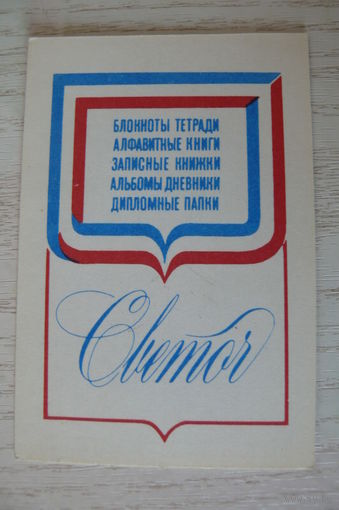 БЛОКНОТЫ ТЕТРАДИ
АЛФАВИТНЫЕ КНИГИ
ЗАПИСНЫЕ КНИЖКИ
АЛЬБОМЫ ДНЕВНИКИ
ДИПЛОМНЫЕ ПАПКИ
Светоч